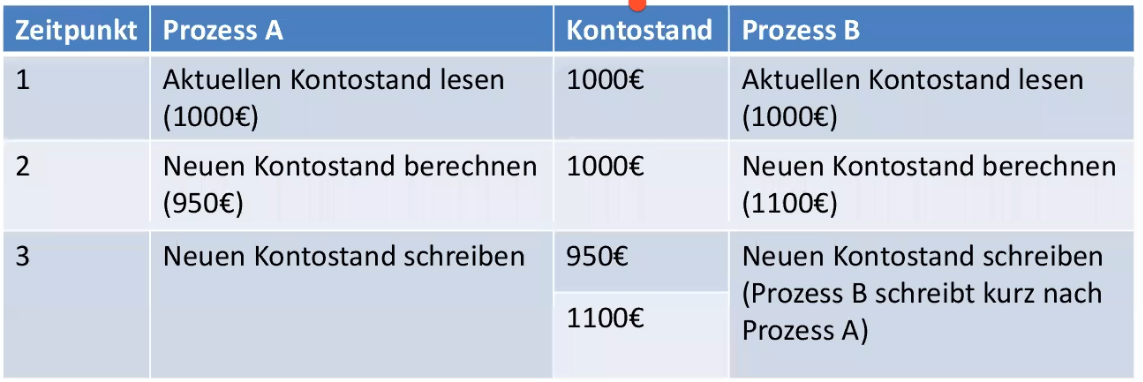 Zeitpunkt Prozess A Kontostand Prozess B
1 Aktuellen Kontostand lesen 1000€ Aktuellen Kontostand lesen
(1000€) (1000€)
2 Neuen Kontostand berechnen 1000€ Neuen Kontostand berechnen
(950€) (1100€)
3 Neuen Kontostand schreiben 950€ Neuen Kontostand schreiben
(Prozess B schreibt kurz nach
1100€ Prozess A)